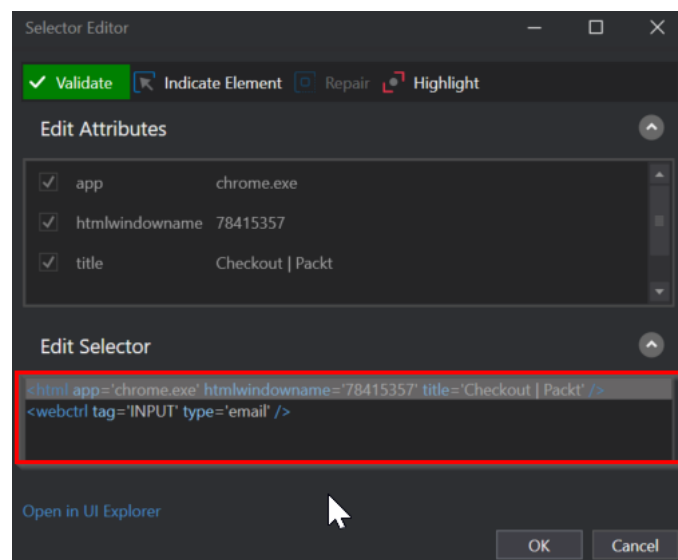 Selector Editor
Validate Indicate Element Repair Highlight
Edit Attributes
app chrome.exe
htmlwindowname 78415357
title Checkout | Packt
Edit Selector
<html app='chrome.exe' htmlwindowname='78415357' title='Checkout | Packt' />
<webctrl tag='INPUT' type='email' />
Open in UI Explorer
OK Cancel